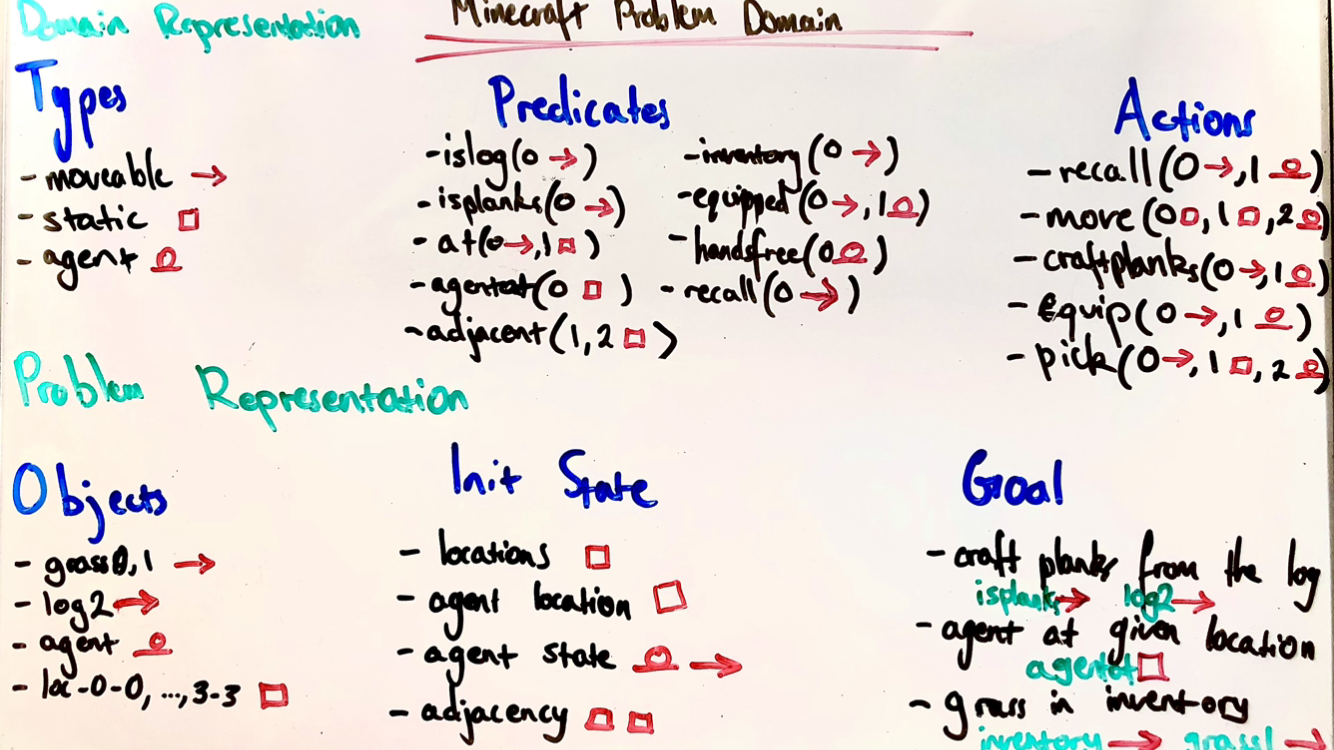 Domain Representation
Minecraft Problem Domain
Types
- moveable →
- static □
- agent
Predicates
- islog(0 →)
- isplanks(0 →)
- at(0→,1 □)
- agentat(0 □)
- adjacent(1,2 □)
- inventory(0 →)
- equipped(0→,1)
- handsfree(0)
- recall(0 →)
Actions
- recall(0→,1)
- move(0□,1□,2)
- craftplanks(0→,1)
- Equip(0→,1)
- pick(0→,1□,2)
Problem Representation
Objects
- grass0,1 →
- log2→
- agent
- loc-0-0,...,3-3 □
Init State
- locations □
- agent location □
- agent state →
- adjacency □ □
Goal
- craft planks from the log
isplanks→ log2→
- agent at given location
agentat□
- grass in inventory
inventory → grass1 →